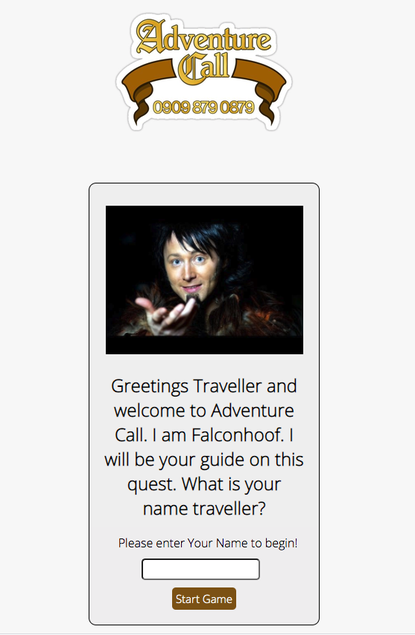 Adventure
Call
0909 879 0879
Greetings Traveller and
welcome to Adventure
Call. I am Falconhoof. I
will be your guide on this
quest. What is your
name traveller?
Please enter Your Name to begin!
Start Game